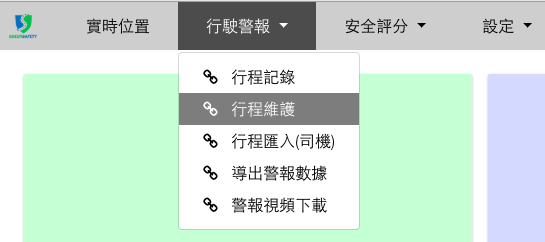 實時位置
行駛警報
安全評分
設定
行程記錄
行程維護
行程匯入(司機)
導出警報數據
警報視頻下載